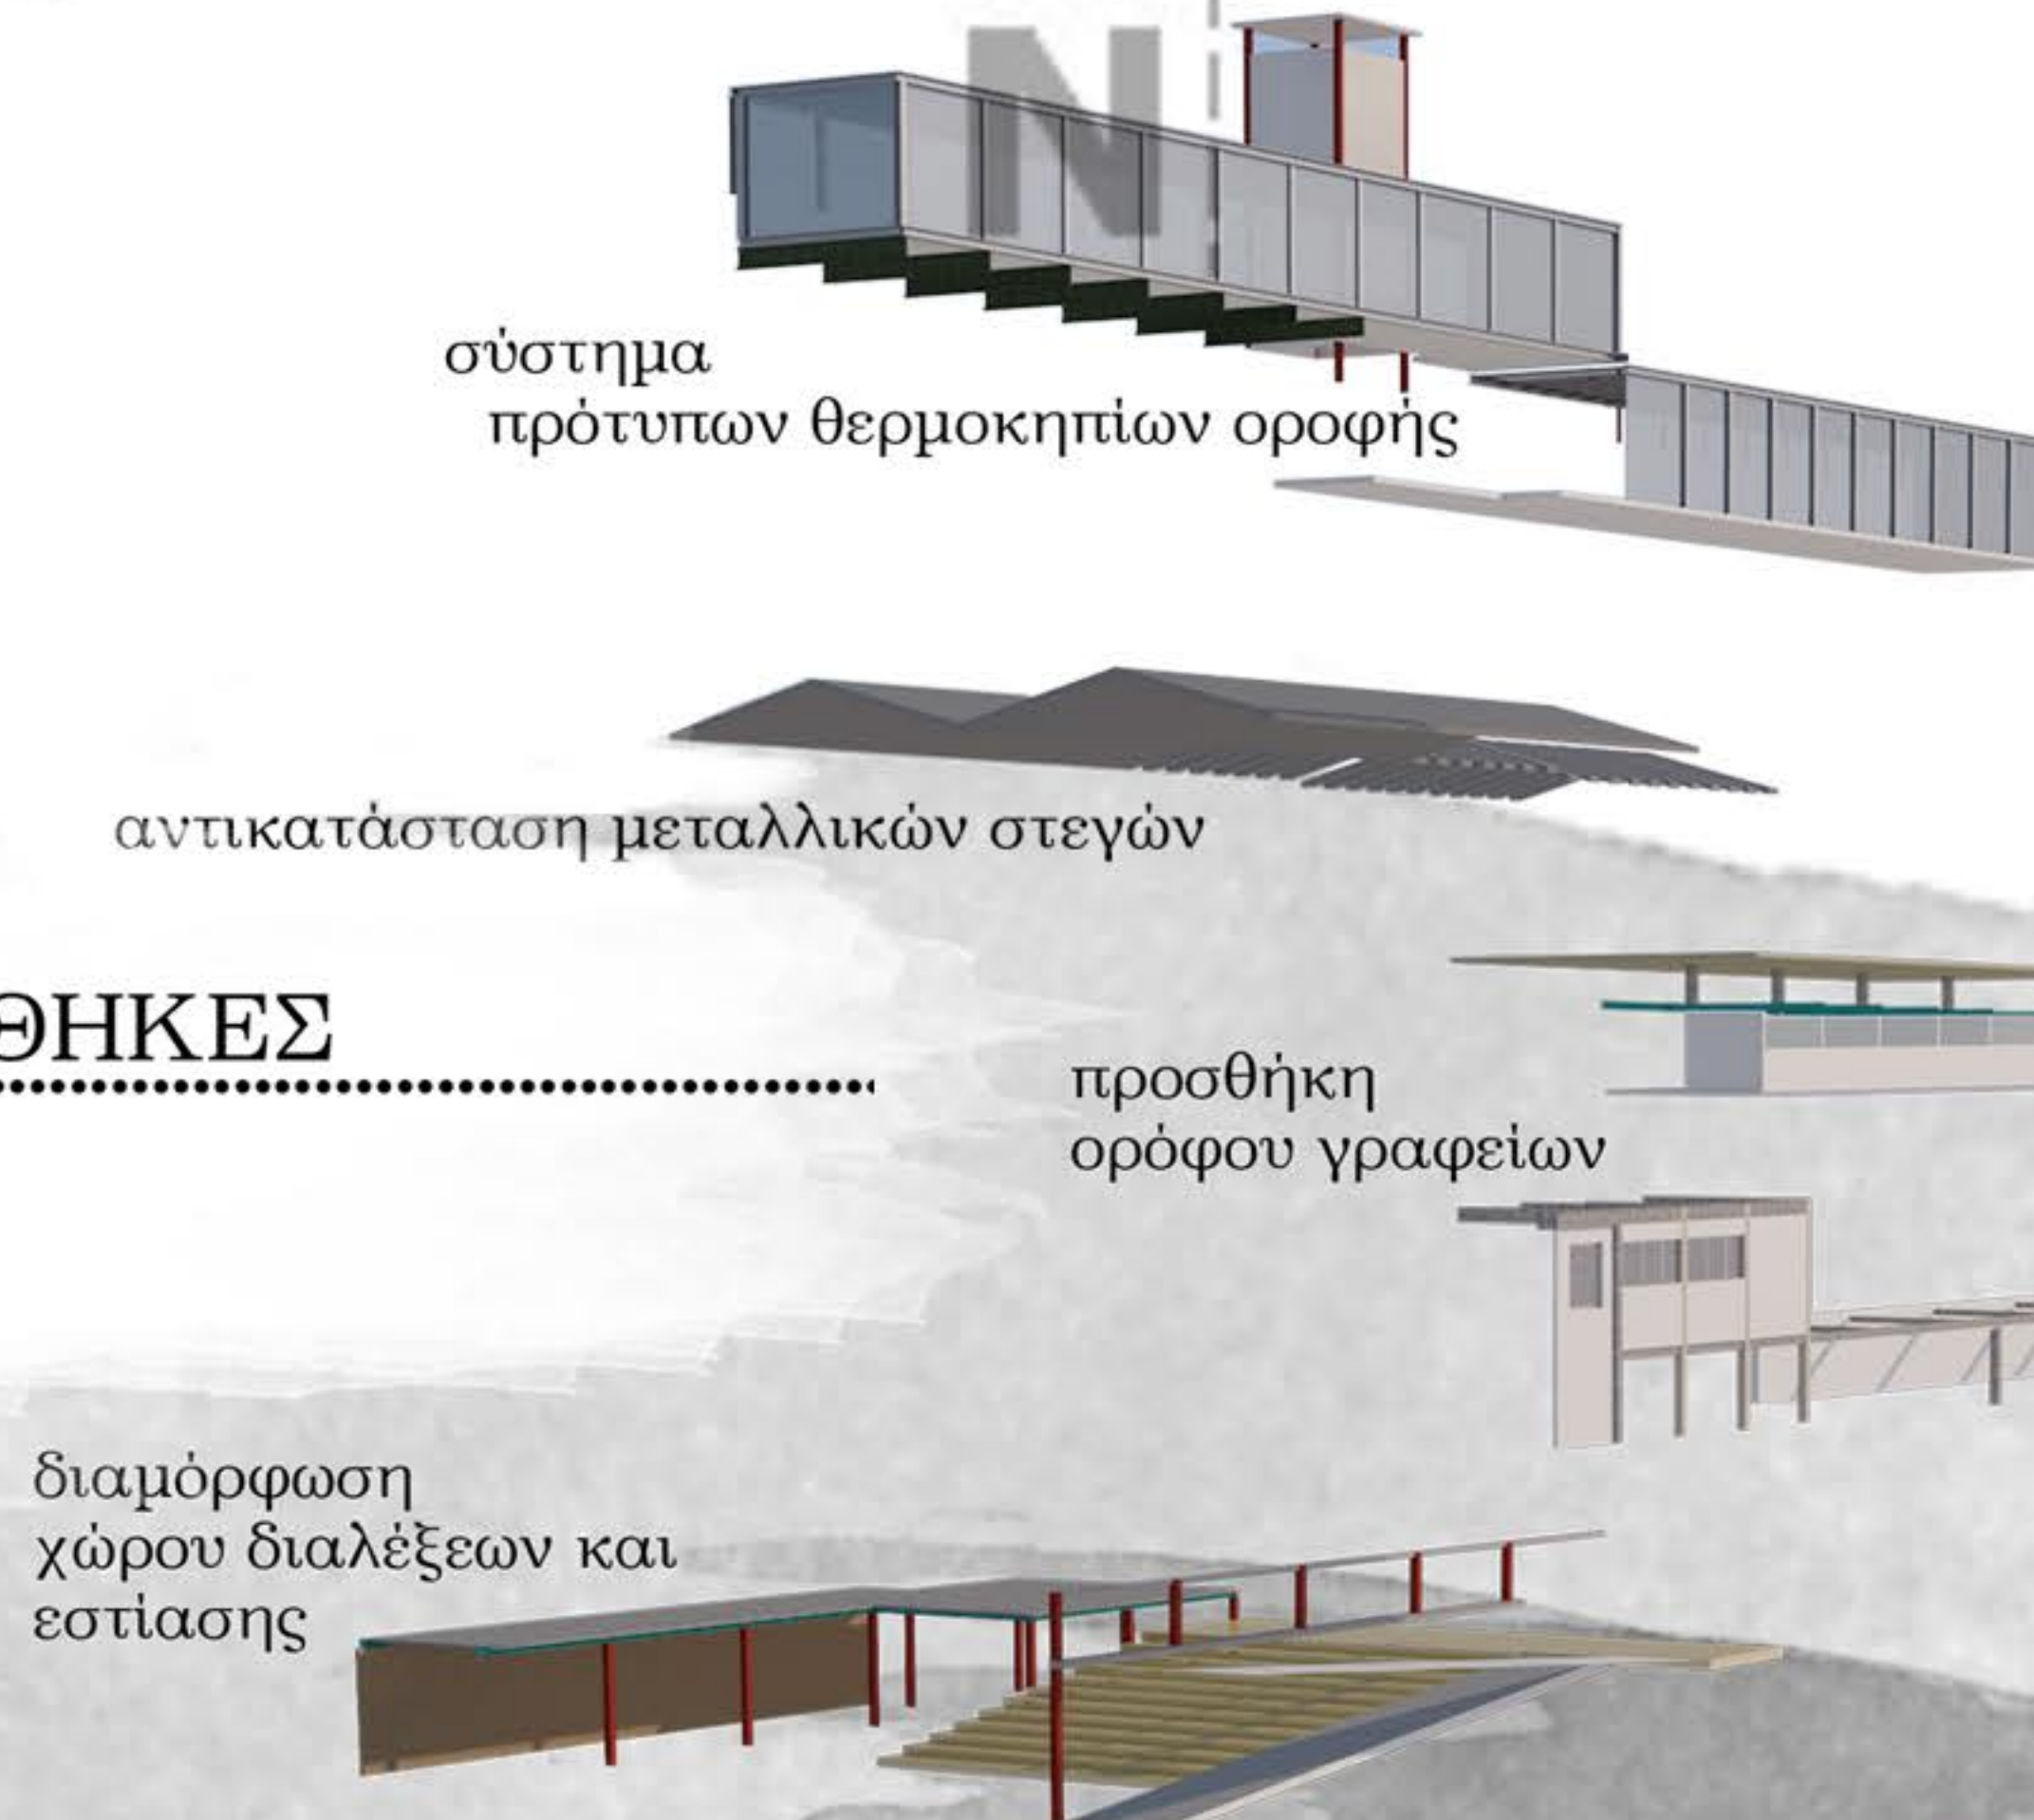 N
σύστημα
πρότυπων θερμοκηπίων οροφής
αντικατάσταση μεταλλικών στεγών
ΘΗΚΕΣ
προσθήκη
ορόφου γραφείων
διαμόρφωση
χώρου διαλέξεων και
εστίασης